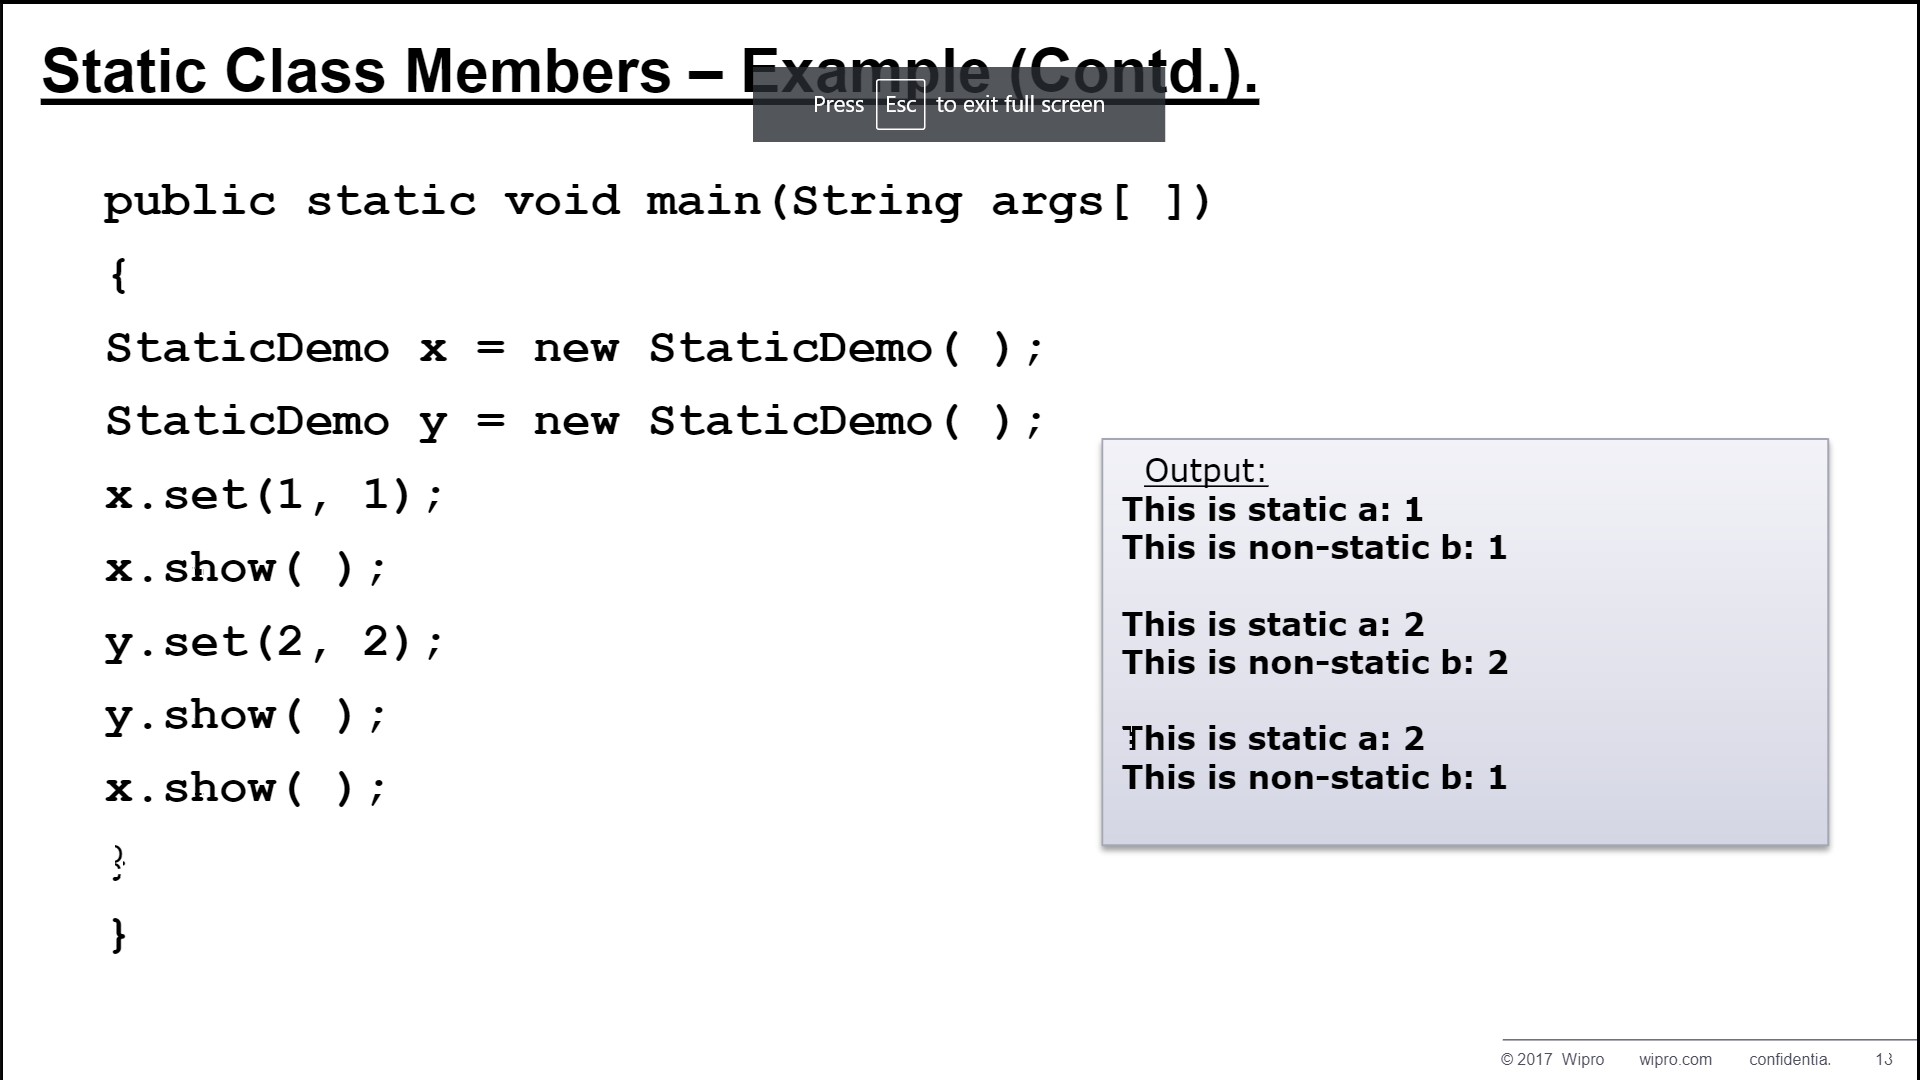 Static Class Members – Example (Contd.).
Press Esc to exit full screen
public static void main(String args[ ])
{
StaticDemo x = new StaticDemo( );
StaticDemo y = new StaticDemo( );
x.set(1, 1);
x.show( );
y.set(2, 2);
y.show( );
x.show( );
}
}
Output:
This is static a: 1
This is non-static b: 1
This is static a: 2
This is non-static b: 2
This is static a: 2
This is non-static b: 1
© 2017 Wipro wipro.com confidentia.